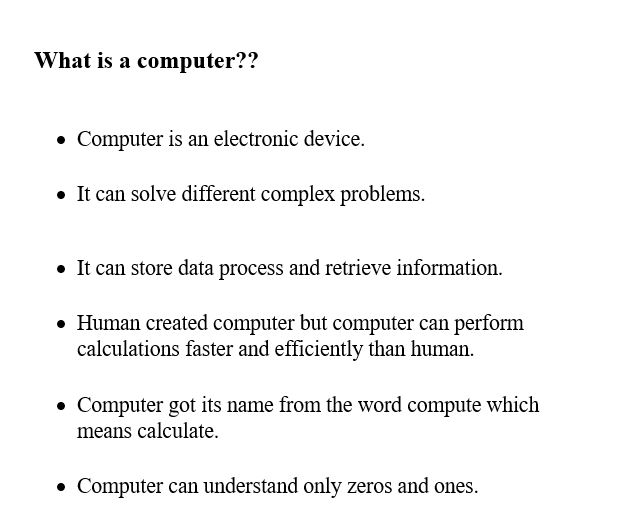 What is a computer??
• Computer is an electronic device.
• It can solve different complex problems.
• It can store data process and retrieve information.
• Human created computer but computer can perform
calculations faster and efficiently than human.
• Computer got its name from the word compute which
means calculate.
• Computer can understand only zeros and ones.